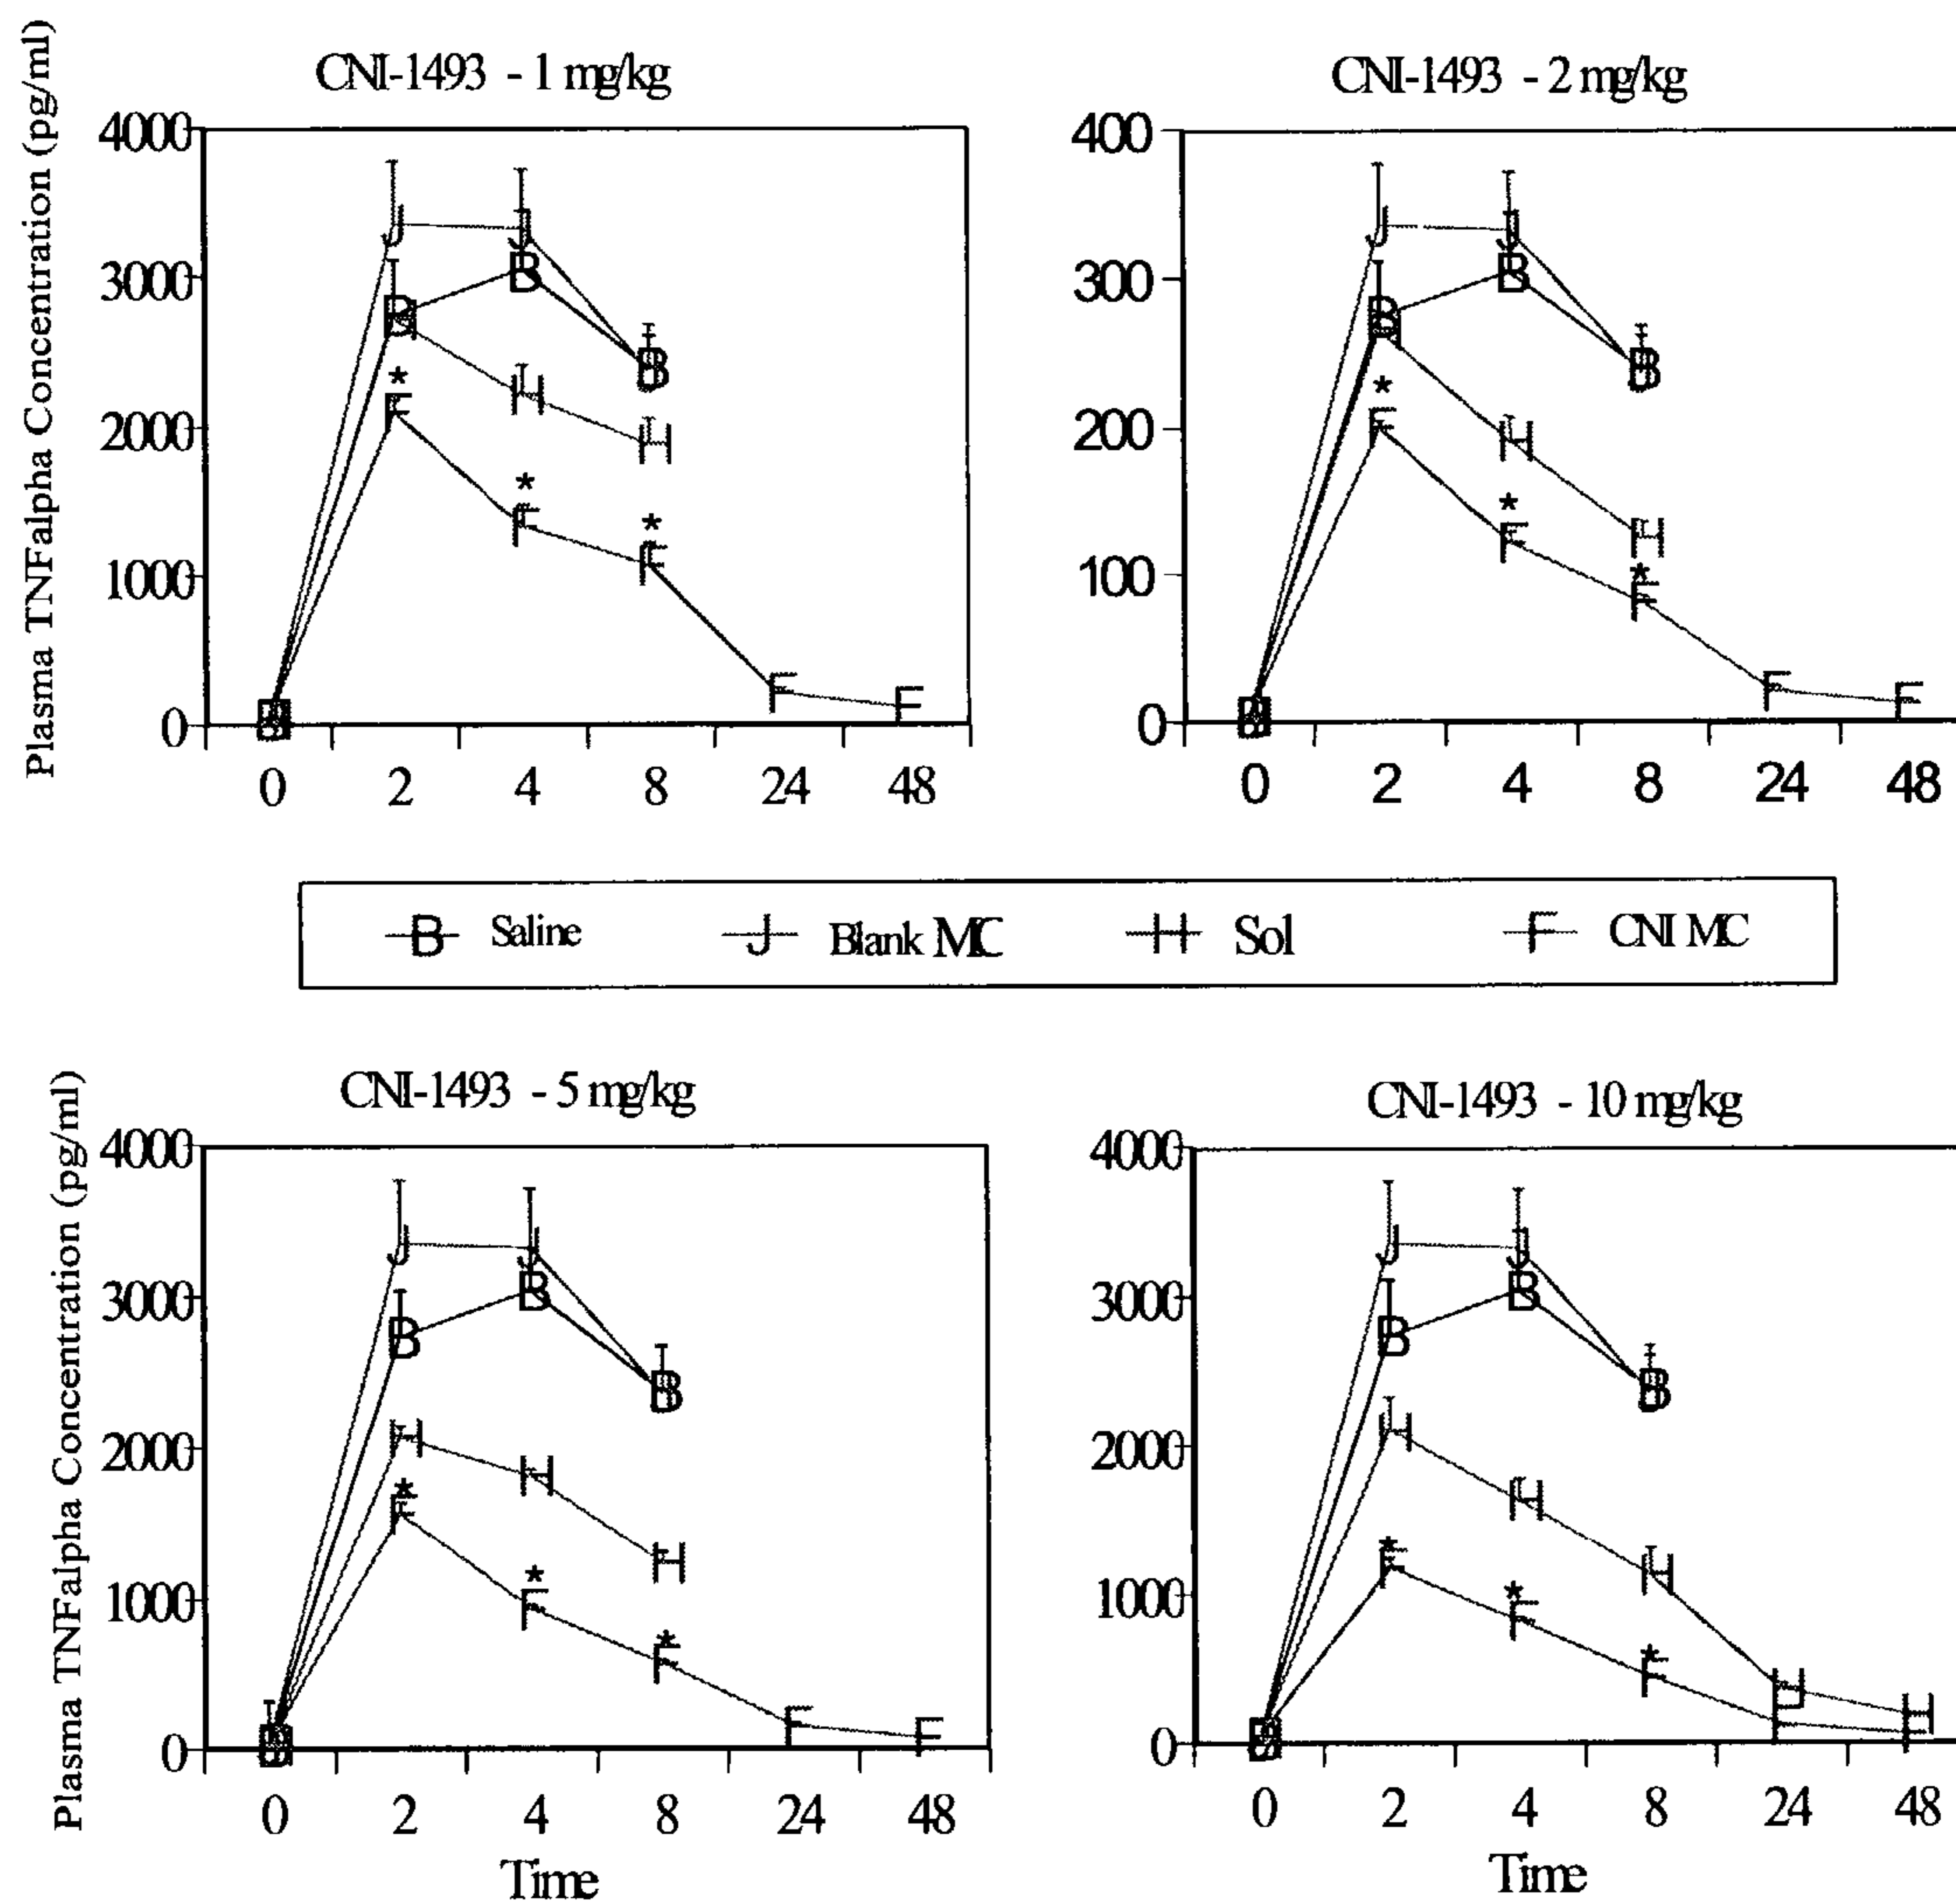 CNI-1493 - 1 mg/kg
Plasma TNFalpha Concentration (pg/ml)
4000
3000
2000
1000
0
J
J
B
B
B
H
H
*
F
*
F
*
F
F
F
0 2 4 8 24 48
CNI-1493 - 2 mg/kg
400
300
200
100
0
J
J
B
B
B
H
H
*
F
*
F
*
F
F
F
0 2 4 8 24 48
B Saline J Blank MC H Sol F CNI MC
CNI-1493 - 5 mg/kg
Plasma TNFalpha Concentration (pg/ml)
4000
3000
2000
1000
0
J
J
B
B
B
H
H
H
*
F
*
F
*
F
F
F
0 2 4 8 24 48
Time
CNI-1493 - 10 mg/kg
4000
3000
2000
1000
0
J
J
B
B
B
H
H
H
H
H
*
F
*
F
*
F
0 2 4 8 24 48
Time